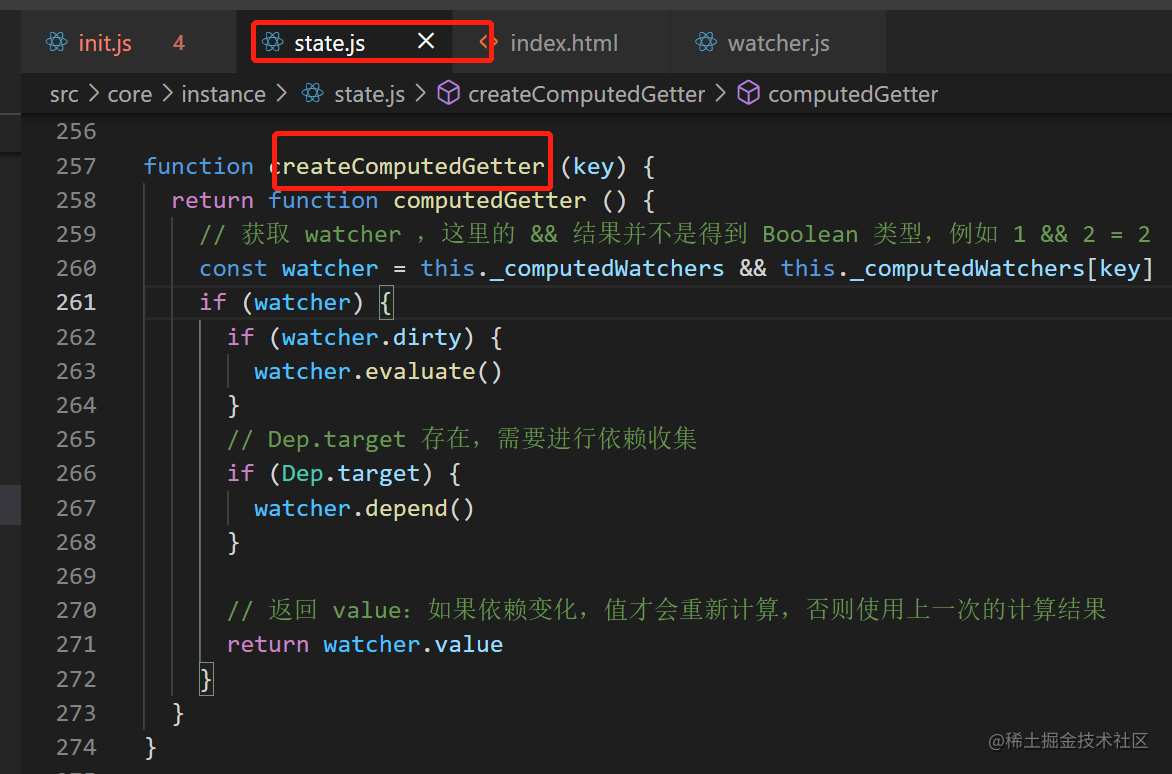 init.js 4 state.js index.html watcher.js
src > core > instance > state.js > createComputedGetter > computedGetter
256
257 function createComputedGetter (key) {
258 return function computedGetter () {
259 // 获取 watcher ，这里的 && 结果并不是得到 Boolean 类型，例如 1 && 2 = 2
260 const watcher = this._computedWatchers && this._computedWatchers[key]
261 if (watcher) {
262 if (watcher.dirty) {
263 watcher.evaluate()
264 }
265 // Dep.target 存在，需要进行依赖收集
266 if (Dep.target) {
267 watcher.depend()
268 }
269
270 // 返回 value：如果依赖变化，值才会重新计算，否则使用上一次的计算结果
271 return watcher.value
272 }
273 }
274 }
@稀土掘金技术社区